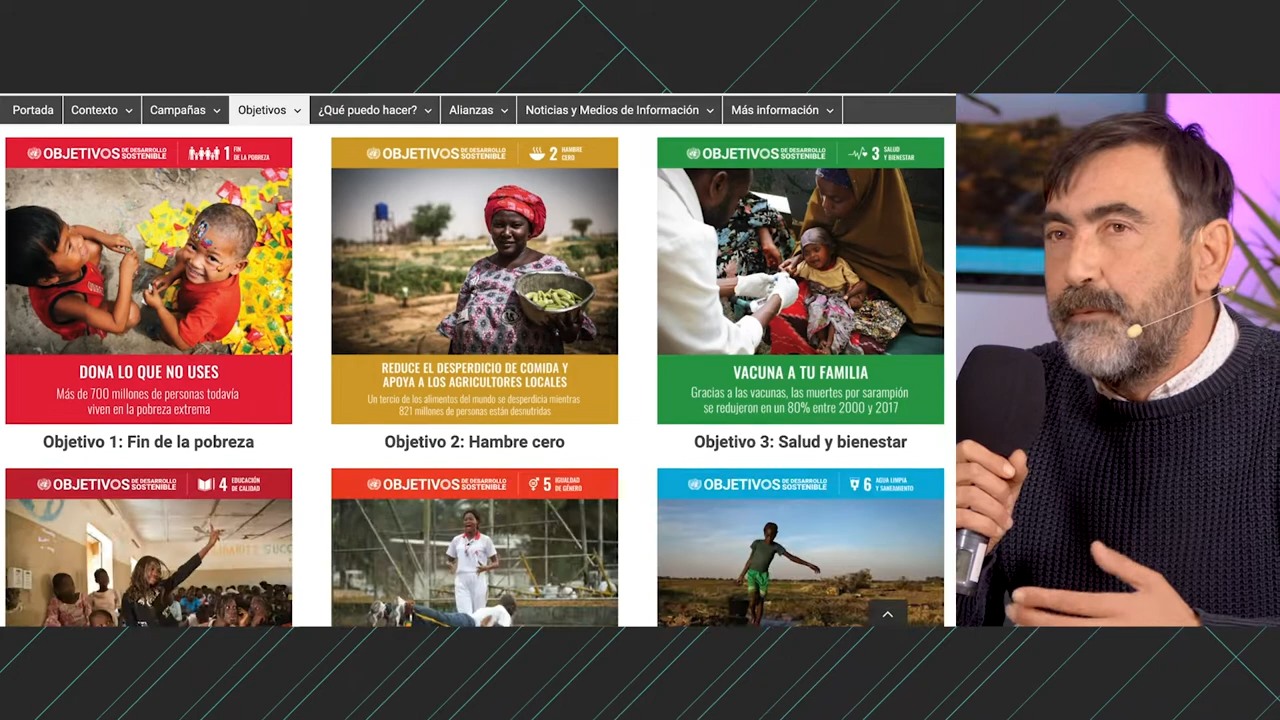 Portada
Contexto
Campañas
Objetivos
¿Qué puedo hacer?
Alianzas
Noticias y Medios de Información
Más información
OBJETIVOS DE DESARROLLO SOSTENIBLE
1 FIN DE LA POBREZA
OBJETIVOS DE DESARROLLO SOSTENIBLE
2 HAMBRE CERO
OBJETIVOS DE DESARROLLO SOSTENIBLE
3 SALUD Y BIENESTAR
DONA LO QUE NO USES
Más de 700 millones de personas todavía
viven en la pobreza extrema
REDUCE EL DESPERDICIO DE COMIDA Y
APOYA A LOS AGRICULTORES LOCALES
Un tercio de los alimentos del mundo se desperdicia mientras
821 millones de personas están desnutridas
VACUNA A TU FAMILIA
Gracias a las vacunas, las muertes por sarampión
se redujeron en un 80% entre 2000 y 2017
Objetivo 1: Fin de la pobreza
Objetivo 2: Hambre cero
Objetivo 3: Salud y bienestar
OBJETIVOS DE DESARROLLO SOSTENIBLE
4 EDUCACIÓN DE CALIDAD
OBJETIVOS DE DESARROLLO SOSTENIBLE
5 IGUALDAD DE GÉNERO
OBJETIVOS DE DESARROLLO SOSTENIBLE
6 AGUA LIMPIA Y SANEAMIENTO